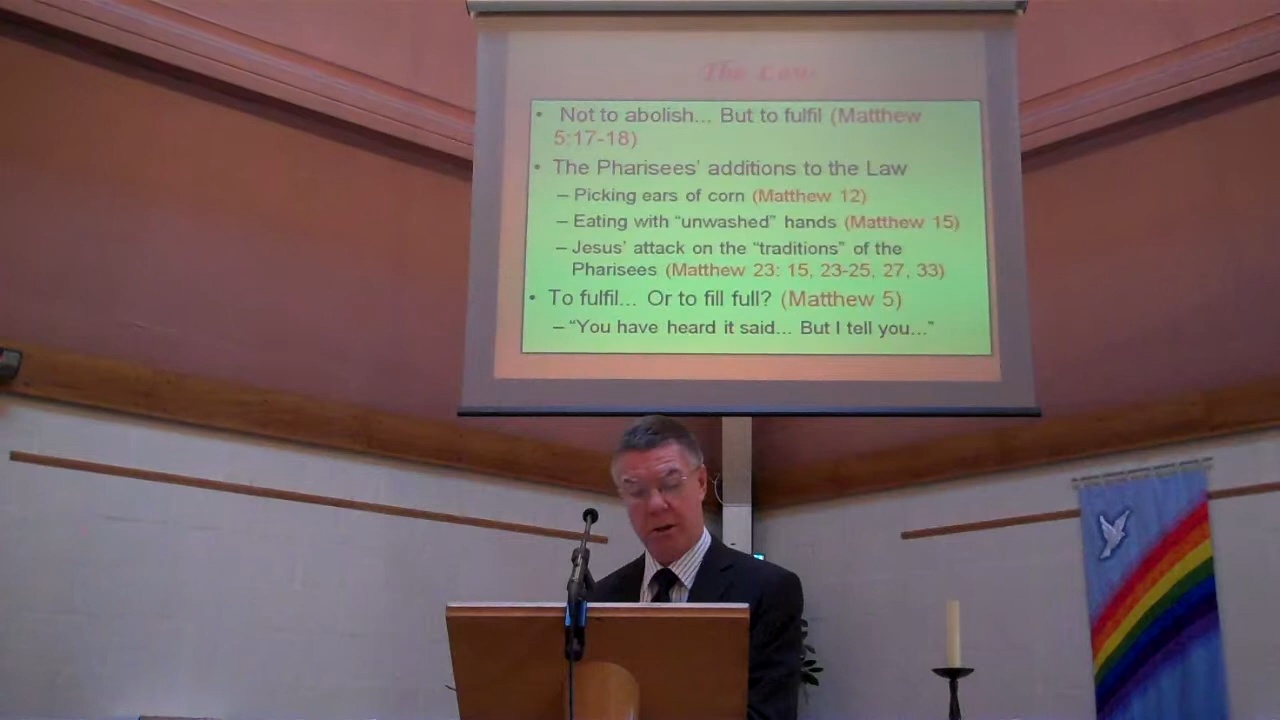 The Law
• Not to abolish... But to fulfil (Matthew
5:17-18)
• The Pharisees' additions to the Law
– Picking ears of corn (Matthew 12)
– Eating with "unwashed" hands (Matthew 15)
– Jesus' attack on the "traditions" of the
Pharisees (Matthew 23: 15, 23-25, 27, 33)
• To fulfil... Or to fill full? (Matthew 5)
– "You have heard it said... But I tell you..."